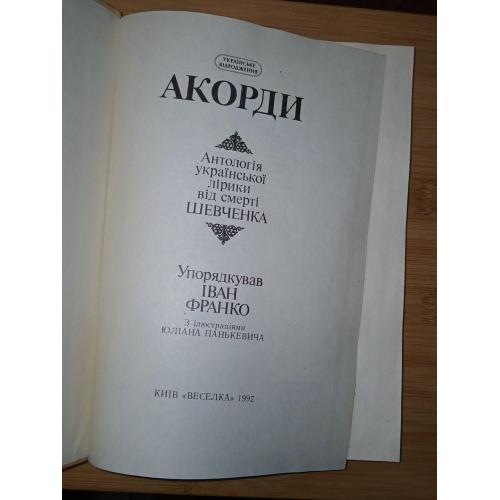 УКРАЇНСЬКЕ
ВІДРОДЖЕННЯ
АКОРДИ
Антологія
української
лірики
від смерті
ШЕВЧЕНКА
Упорядкував
ІВАН
ФРАНКО
З ілюстраціями
ЮЛІАНА ПАНЬКЕВИЧА
КИЇВ «ВЕСЕЛКА» 1992